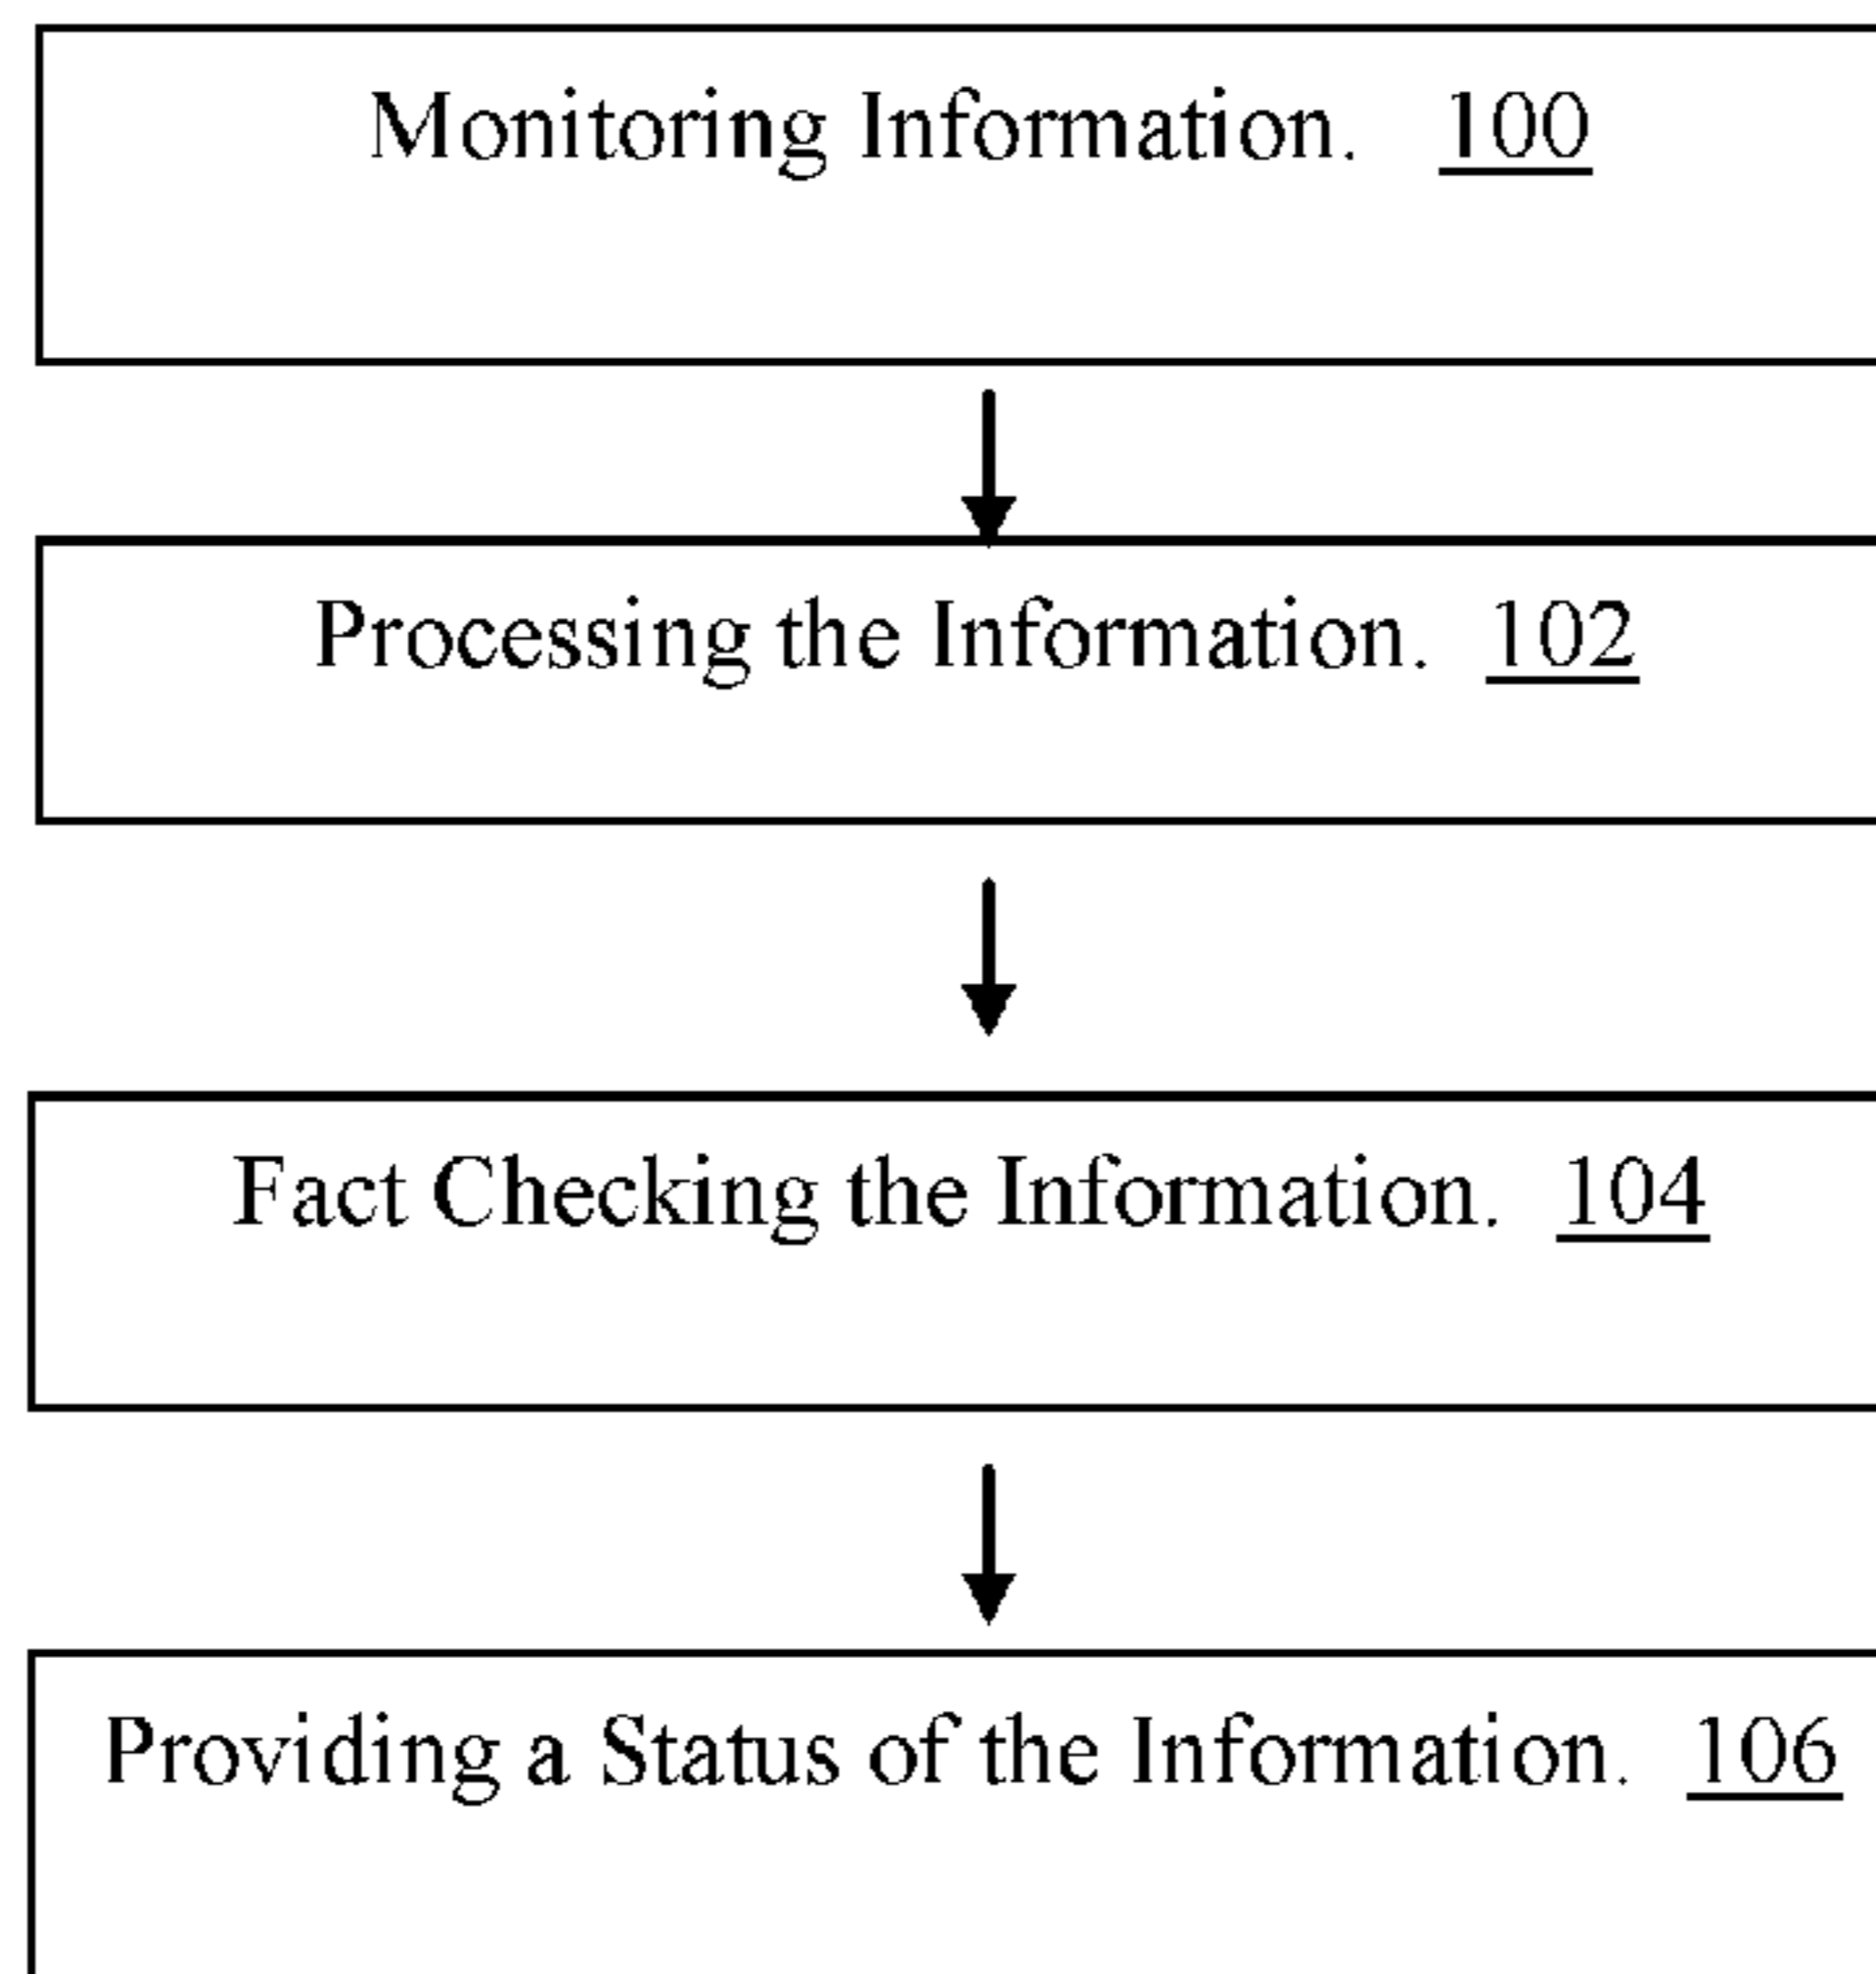 Monitoring Information. 100
Processing the Information. 102
Fact Checking the Information. 104
Providing a Status of the Information. 106